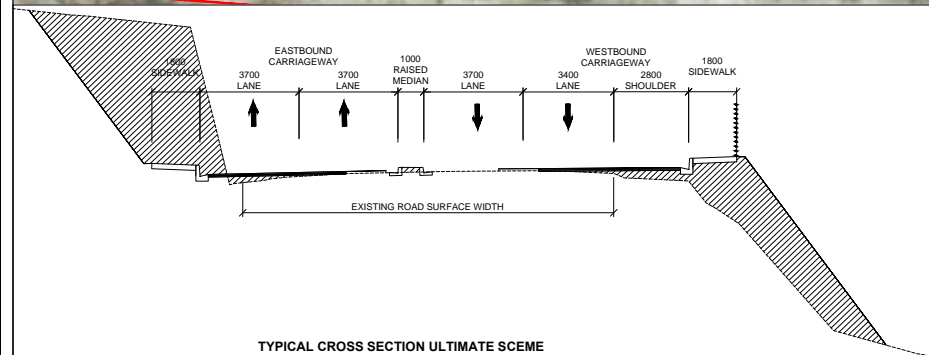 EASTBOUND
CARRIAGEWAY
WESTBOUND
CARRIAGEWAY
1800
SIDEWALK
3700
LANE
3700
LANE
1000
RAISED
MEDIAN
3700
LANE
3400
LANE
2800
SHOULDER
1800
SIDEWALK
EXISTING ROAD SURFACE WIDTH
TYPICAL CROSS SECTION ULTIMATE SCEME